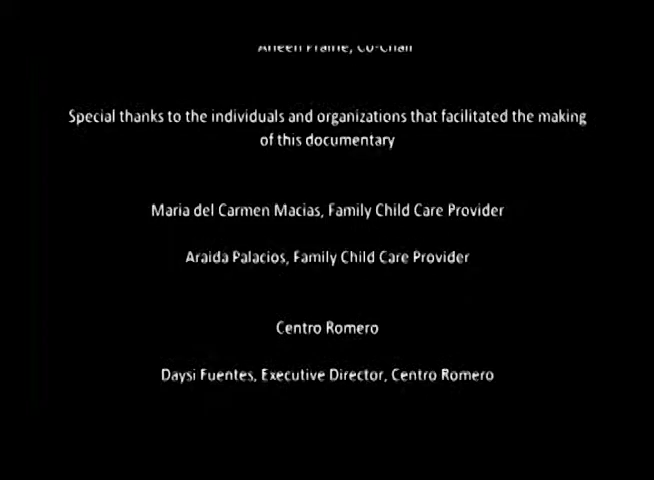 Co-Chair
Special thanks to the individuals and organizations that facilitated the making
of this documentary
Maria del Carmen Macias, Family Child Care Provider
Araida Palacios, Family Child Care Provider
Centro Romero
Daysi Fuentes, Executive Director, Centro Romero